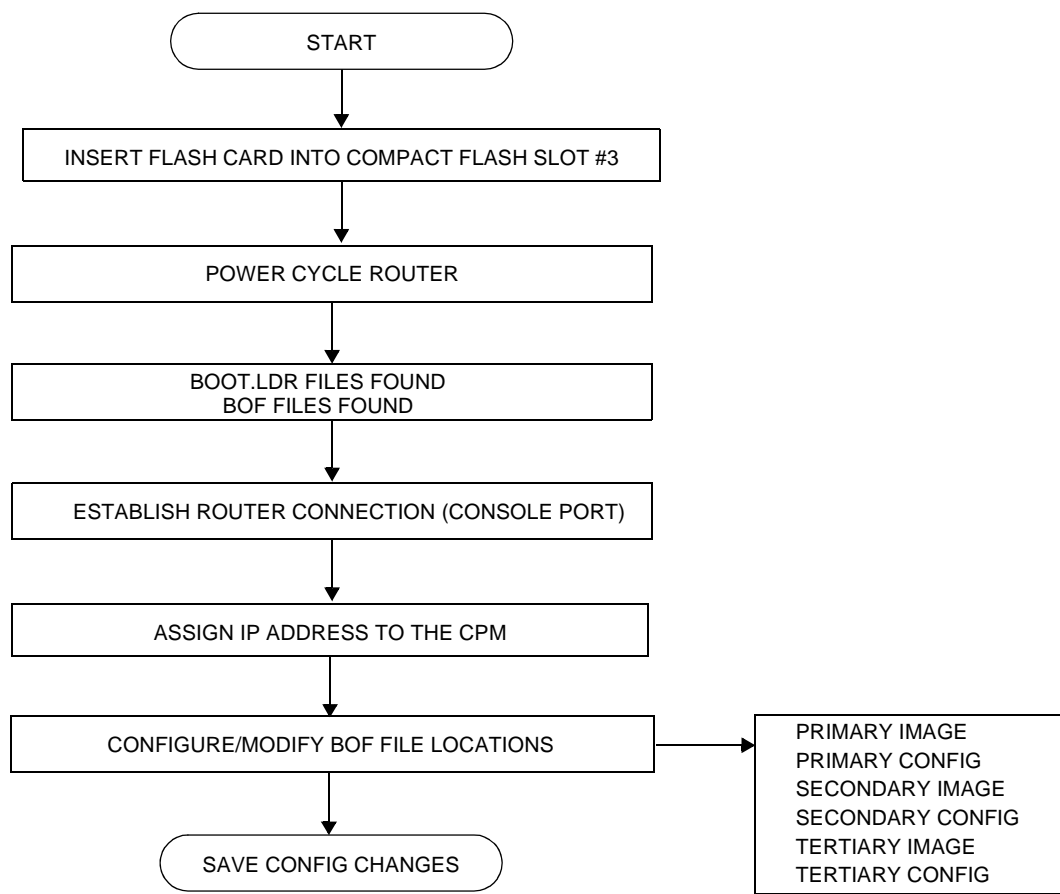 START
INSERT FLASH CARD INTO COMPACT FLASH SLOT #3
POWER CYCLE ROUTER
BOOT.LDR FILES FOUND
BOF FILES FOUND
ESTABLISH ROUTER CONNECTION (CONSOLE PORT)
ASSIGN IP ADDRESS TO THE CPM
CONFIGURE/MODIFY BOF FILE LOCATIONS
PRIMARY IMAGE
PRIMARY CONFIG
SECONDARY IMAGE
SECONDARY CONFIG
TERTIARY IMAGE
TERTIARY CONFIG
SAVE CONFIG CHANGES